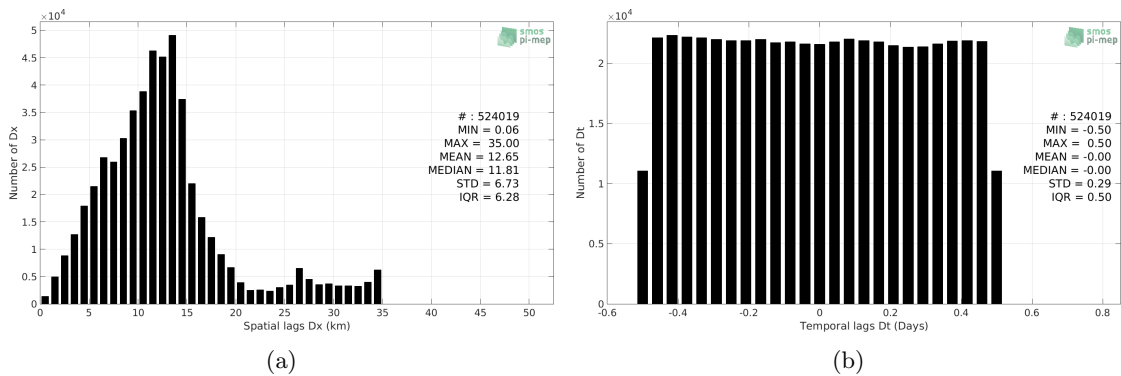 ×10⁴
5
4.5
4
3.5
3
2.5
2
1.5
1
0.5
0
Number of Dx
0 5 10 15 20 25 30 35 40 45 50
Spatial lags Dx (km)
smos
pi-mep
# : 524019
MIN = 0.06
MAX = 35.00
MEAN = 12.65
MEDIAN = 11.81
STD = 6.73
IQR = 6.28
(a)
×10⁴
2
1.5
1
0.5
0
Number of Dt
-0.6 -0.4 -0.2 0 0.2 0.4 0.6 0.8
Temporal lags Dt (Days)
smos
pi-mep
# : 524019
MIN = -0.50
MAX = 0.50
MEAN = -0.00
MEDIAN = -0.00
STD = 0.29
IQR = 0.50
(b)